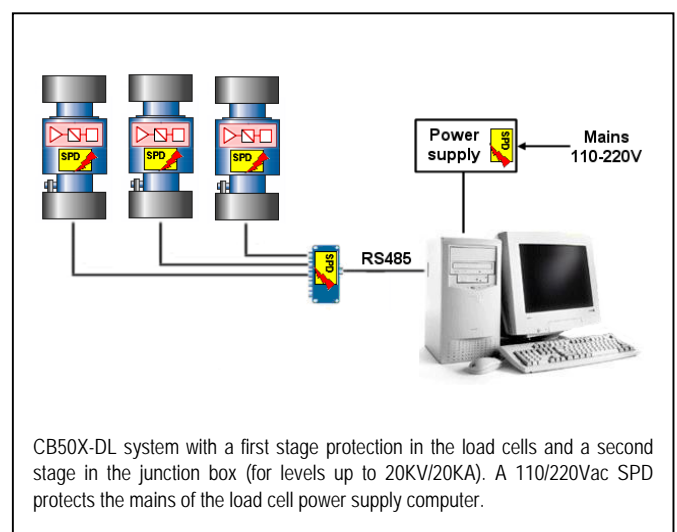 SPD
SPD
SPD
Power
supply
SPD
Mains
110-220V
SPD
RS485
CB50X-DL system with a first stage protection in the load cells and a second
stage in the junction box (for levels up to 20KV/20KA). A 110/220Vac SPD
protects the mains of the load cell power supply computer.